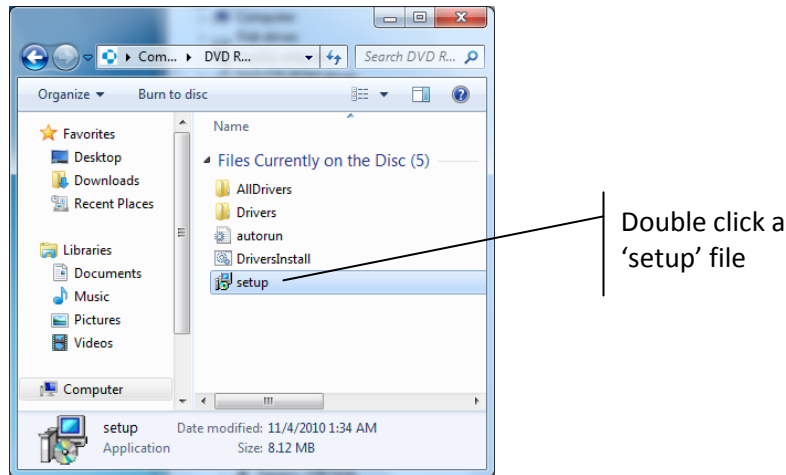 Com...
DVD R...
Search DVD R...
Organize
Burn to disc
Favorites
Desktop
Downloads
Recent Places
Libraries
Documents
Music
Pictures
Videos
Computer
Name
Files Currently on the Disc (5)
AllDrivers
Drivers
autorun
DriversInstall
setup
setup
Date modified: 11/4/2010 1:34 AM
Application
Size: 8.12 MB
Double click a
‘setup’ file